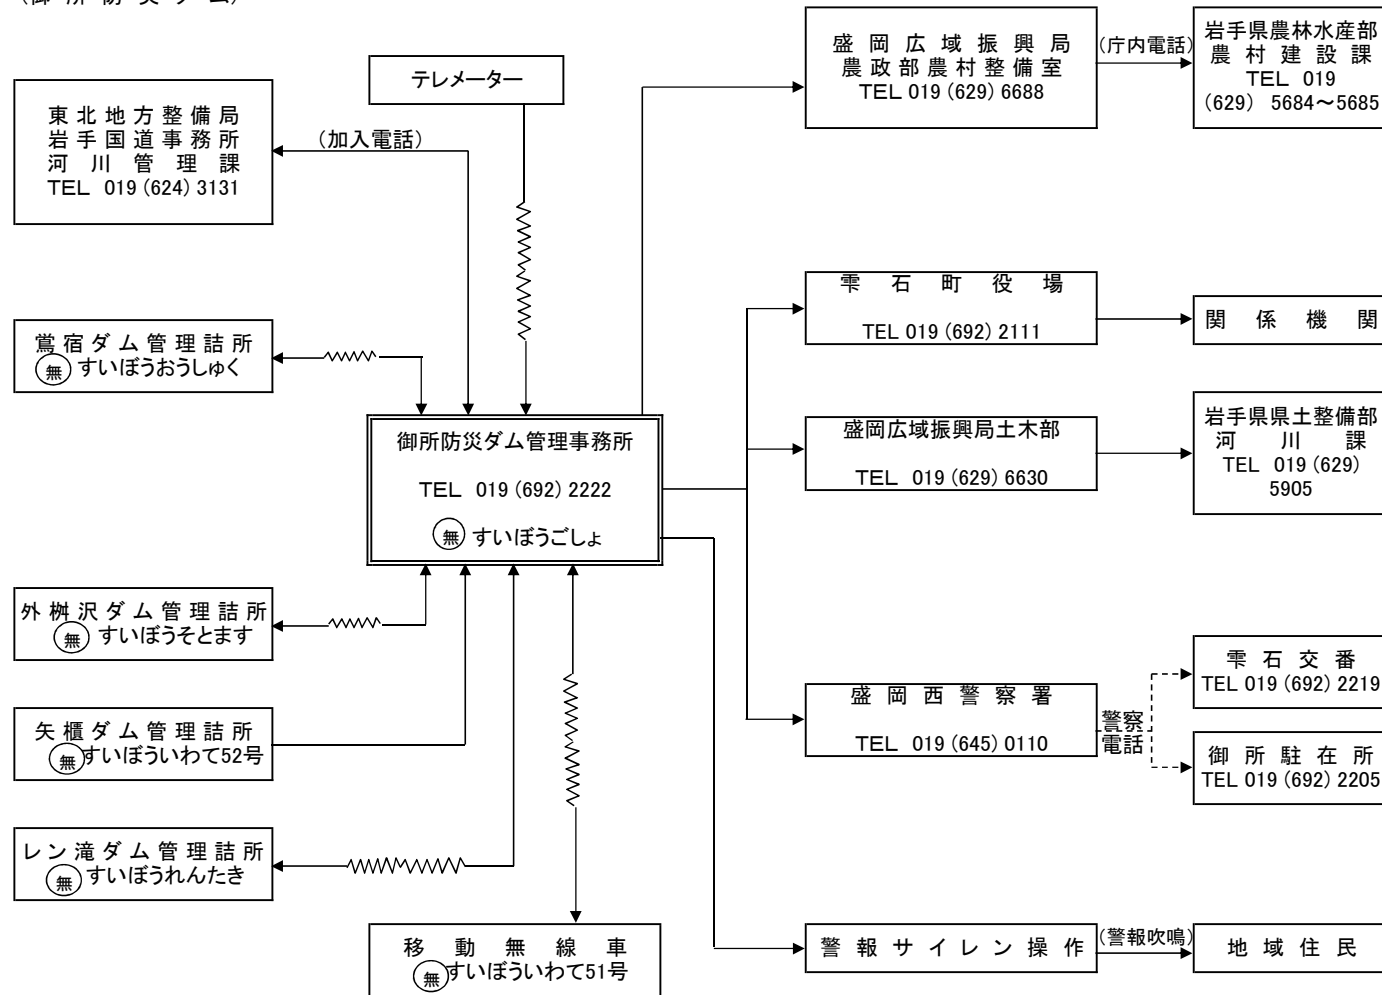 (御所防災ダム)
テレメーター
東北地方整備局
岩手国道事務所
河川管理課
TEL 019 (624) 3131
(加入電話)
盛岡広域振興局
農政部農村整備室
TEL 019 (629) 6688
(庁内電話)
岩手県農林水産部
農村建設課
TEL 019
(629) 5684～5685
鶯宿ダム管理詰所
無 すいぼうおうしゅく
雫石町役場
TEL 019 (692) 2111
関係機関
御所防災ダム管理事務所
TEL 019 (692) 2222
無 すいぼうごしょ
盛岡広域振興局土木部
TEL 019 (629) 6630
岩手県県土整備部
河川課
TEL 019 (629)
5905
外桝沢ダム管理詰所
無 すいぼうそとます
矢櫃ダム管理詰所
無 すいぼういわて52号
盛岡西警察署
TEL 019 (645) 0110
警察
電話
雫石交番
TEL 019 (692) 2219
御所駐在所
TEL 019 (692) 2205
レン滝ダム管理詰所
無 すいぼうれんたき
移動無線車
無 すいぼういわて51号
警報サイレン操作
(警報吹鳴)
地域住民